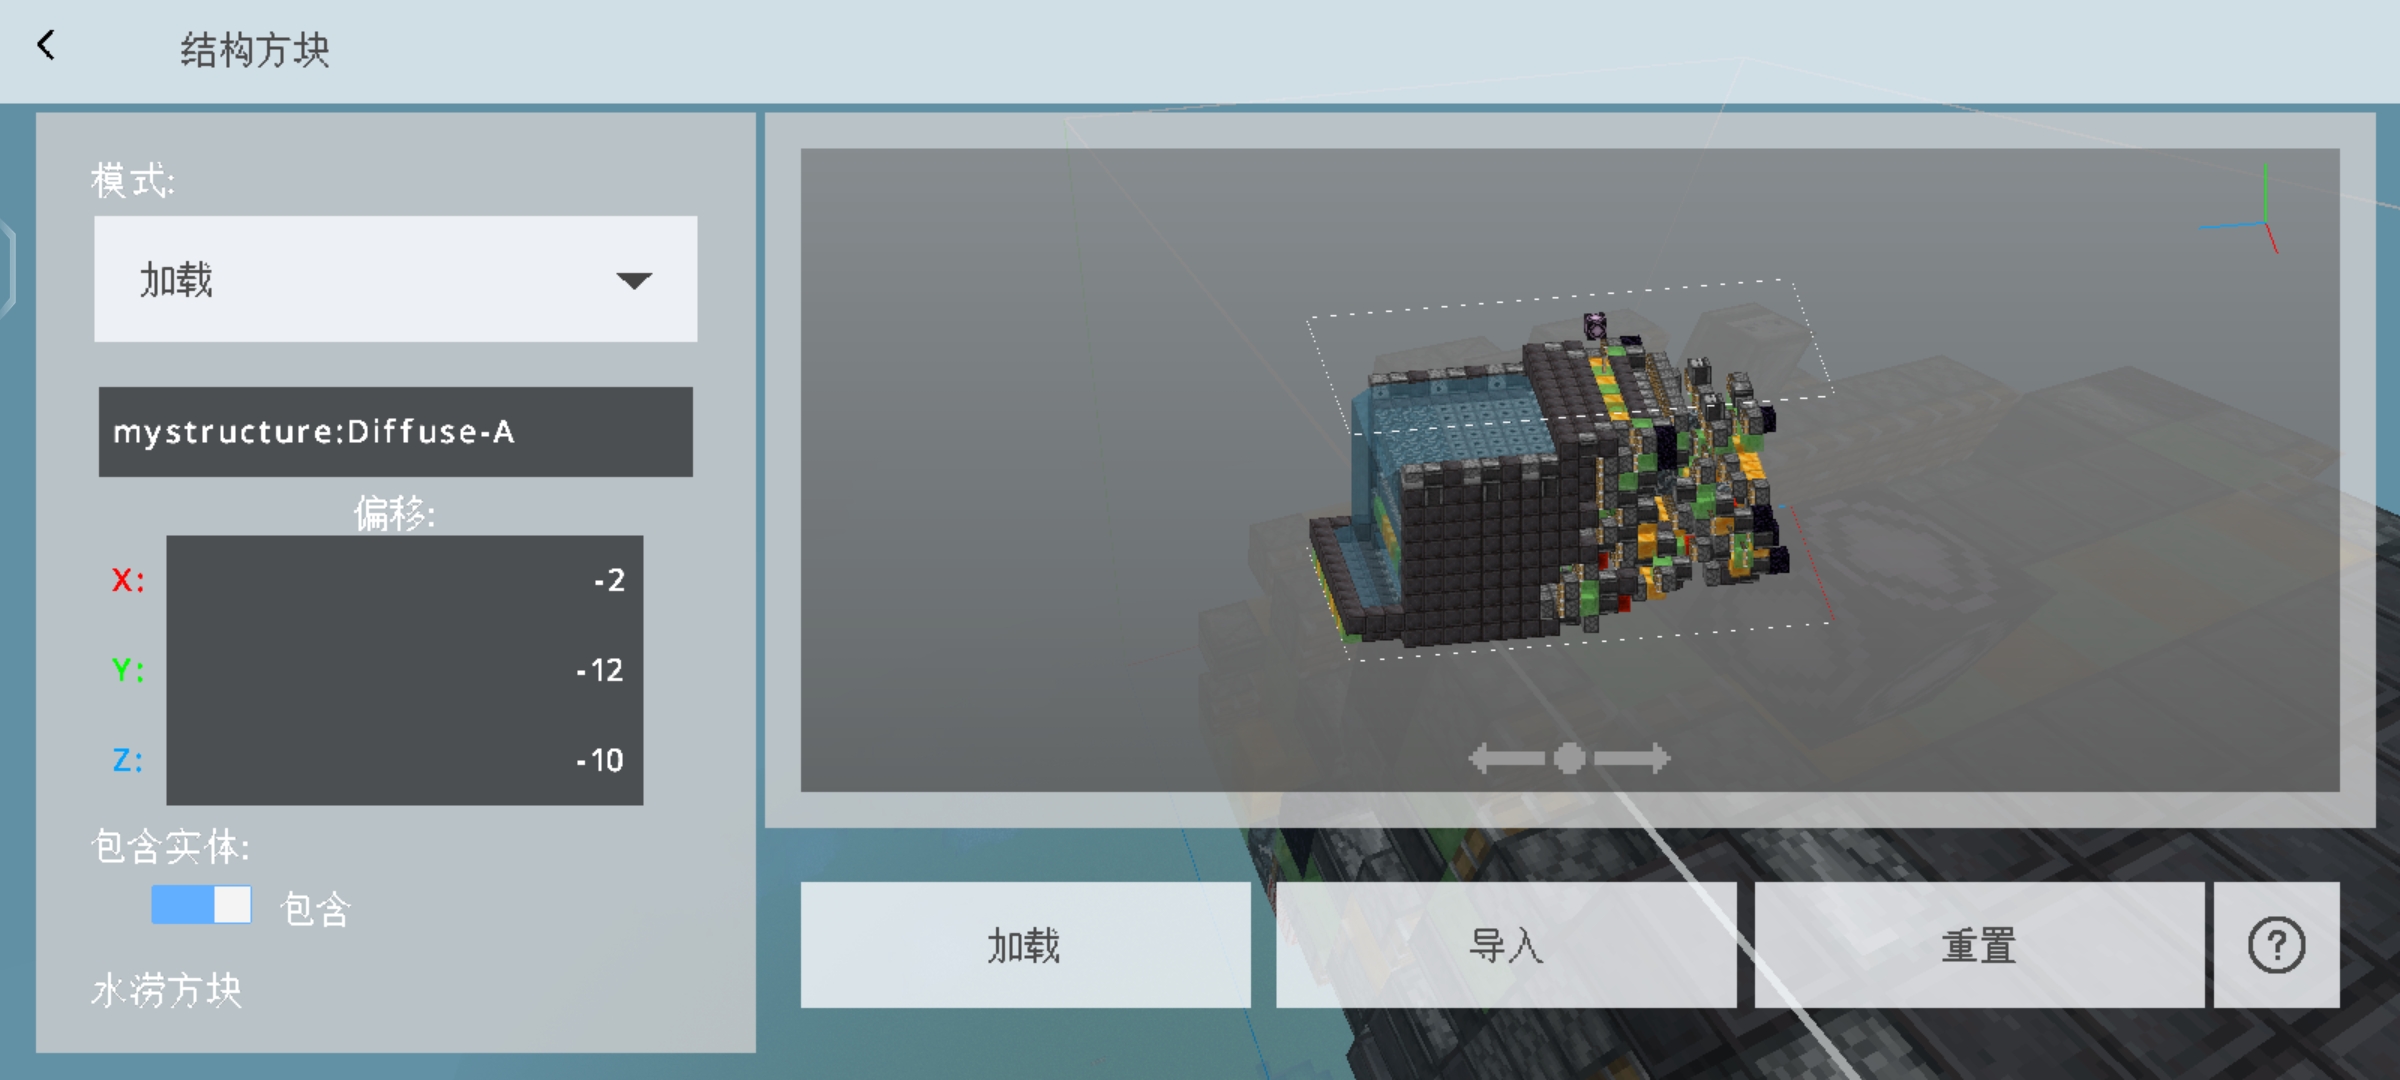 结构方块
模式:
加载
mystructure:Diffuse-A
偏移:
X: -2
Y: -12
Z: -10
包含实体:
包含
水涝方块
加载
导入
重置
?